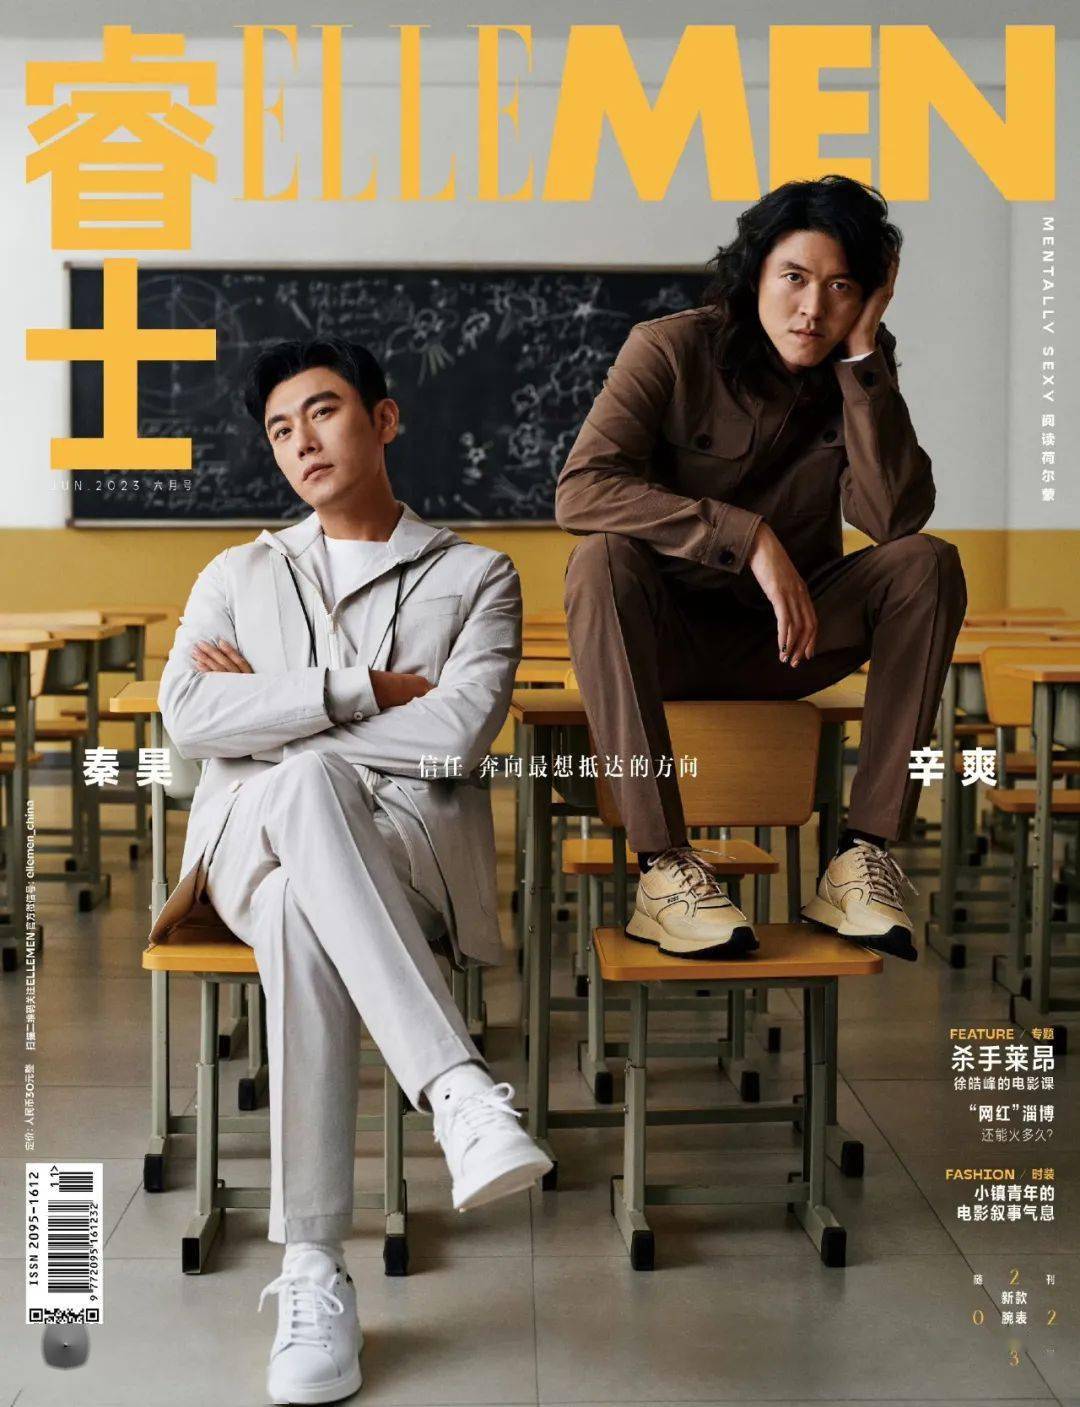 睿士 ELLEMEN
JUN.2023 六月号
MENTALLY SEXY 阅读荷尔蒙
秦昊
信任 奔向最想抵达的方向
辛爽
扫描二维码关注ELLEMEN官方微信号: ellemen_china
定价: 人民币30元整
ISSN 2095-1612
11>
9 772095 161232
FEATURE / 专题
杀手莱昂
徐皓峰的电影课
“网红”淄博
还能火多久?
FASHION / 时装
小镇青年的
电影叙事气息
随 2 刊
新款
0 腕表 2
3